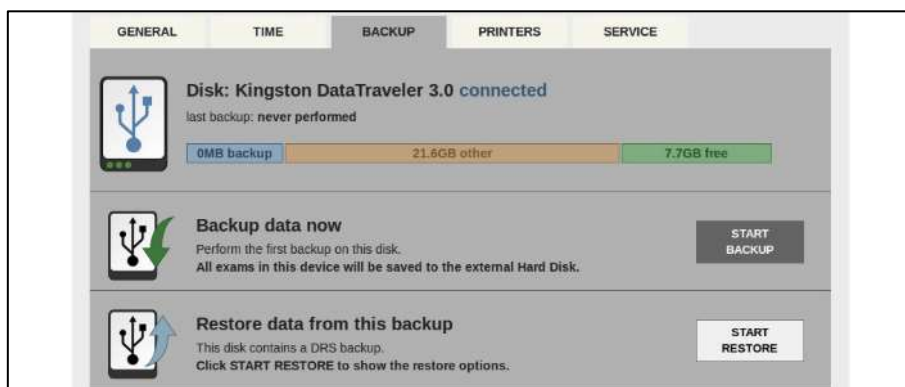 GENERAL TIME BACKUP PRINTERS SERVICE
Disk: Kingston DataTraveler 3.0 connected
last backup: never performed
0MB backup 21.6GB other 7.7GB free
Backup data now
Perform the first backup on this disk.
All exams in this device will be saved to the external Hard Disk.
START
BACKUP
Restore data from this backup
This disk contains a DRS backup.
Click START RESTORE to show the restore options.
START
RESTORE